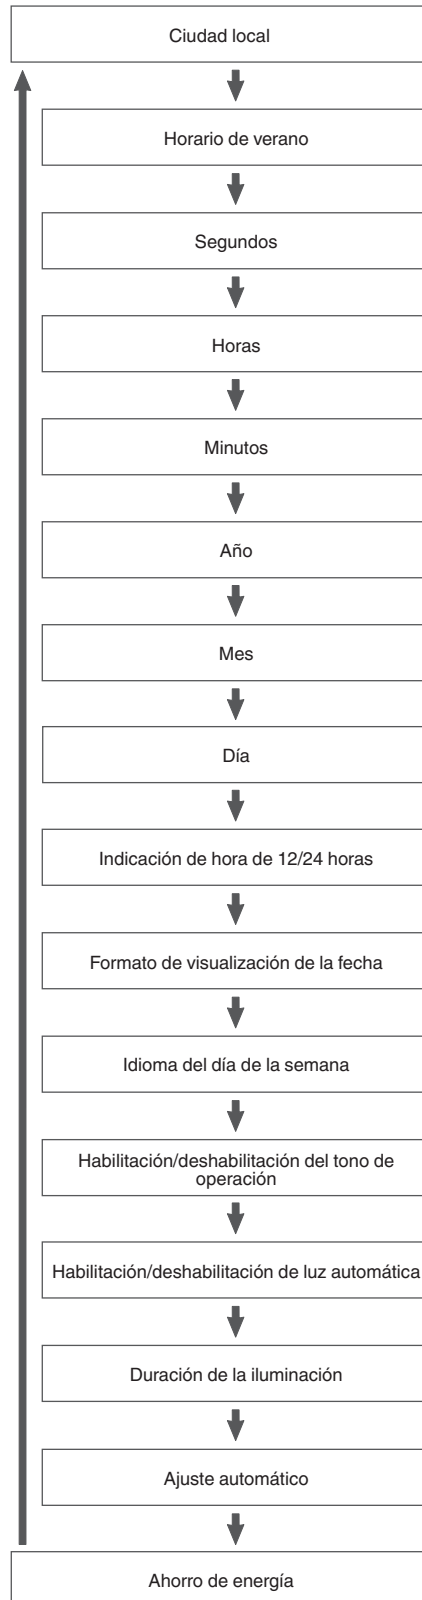 Ciudad local
Horario de verano
Segundos
Horas
Minutos
Año
Mes
Día
Indicación de hora de 12/24 horas
Formato de visualización de la fecha
Idioma del día de la semana
Habilitación/deshabilitación del tono de
operación
Habilitación/deshabilitación de luz automática
Duración de la iluminación
Ajuste automático
Ahorro de energía